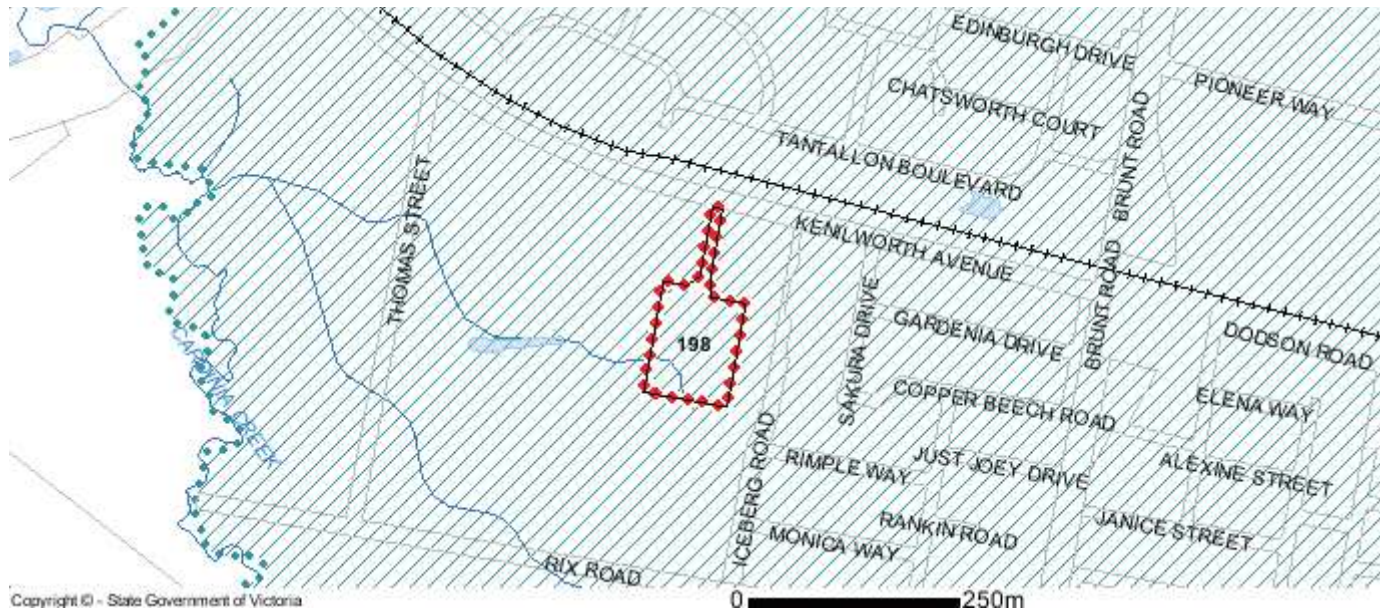 EDINBURGH DRIVE
PIONEER WAY
CHATSWORTH COURT
BRUNT ROAD
TANTALLON BOULEVARD
THOMAS STREET
KENILWORTH AVENUE
BRUNT ROAD
SAKURA DRIVE
GARDENIA DRIVE
DODSON ROAD
198
CARDINIA CREEK
COPPER BEECH ROAD
ELENA WAY
ICEBERG ROAD
RIMPLE WAY
JUST JOEY DRIVE
ALEXINE STREET
RANKIN ROAD
JANICE STREET
MONICA WAY
RIX ROAD
Copyright © - State Government of Victoria
0 250m